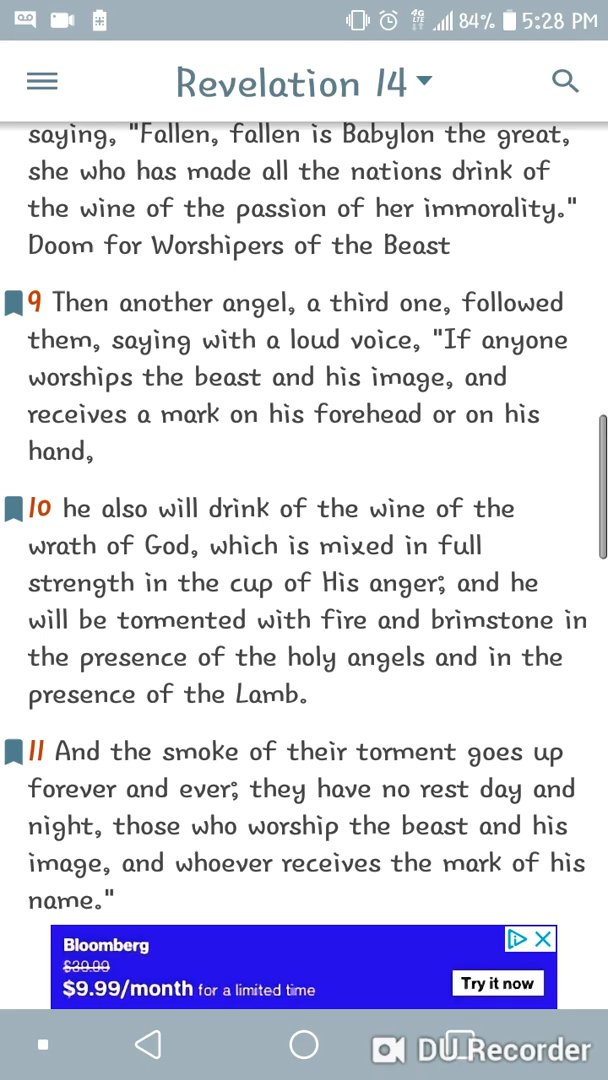 4G
LTE
84%
5:28 PM
Revelation 14
saying, "Fallen, fallen is Babylon the great,
she who has made all the nations drink of
the wine of the passion of her immorality."
Doom for Worshipers of the Beast
9 Then another angel, a third one, followed
them, saying with a loud voice, "If anyone
worships the beast and his image, and
receives a mark on his forehead or on his
hand,
10 he also will drink of the wine of the
wrath of God, which is mixed in full
strength in the cup of His anger; and he
will be tormented with fire and brimstone in
the presence of the holy angels and in the
presence of the Lamb.
11 And the smoke of their torment goes up
forever and ever; they have no rest day and
night, those who worship the beast and his
image, and whoever receives the mark of his
name."
Bloomberg
$39.99
$9.99/month for a limited time
Try it now
DU Recorder